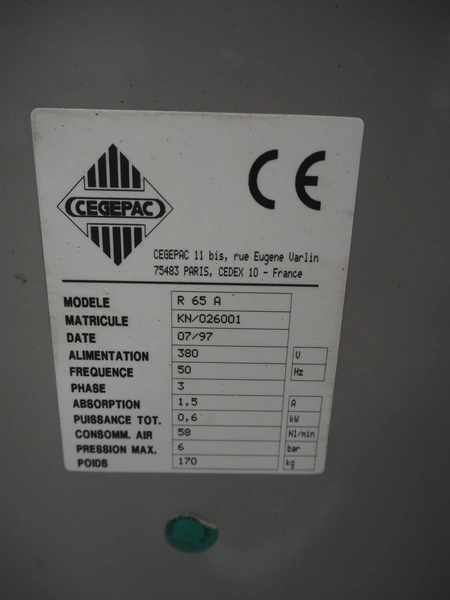 CEGEPAC
CE
CEGEPAC 11 bis, rue Eugene Varlin
75483 PARIS, CEDEX 10 - France
MODELE R 65 A
MATRICULE KN/026001
DATE 07/97
ALIMENTATION 380 V
FREQUENCE 50 Hz
PHASE 3
ABSORPTION 1,5 A
PUISSANCE TOT. 0,6 kW
CONSOMM. AIR 58 Nl/min
PRESSION MAX. 6 bar
POIDS 170 kg